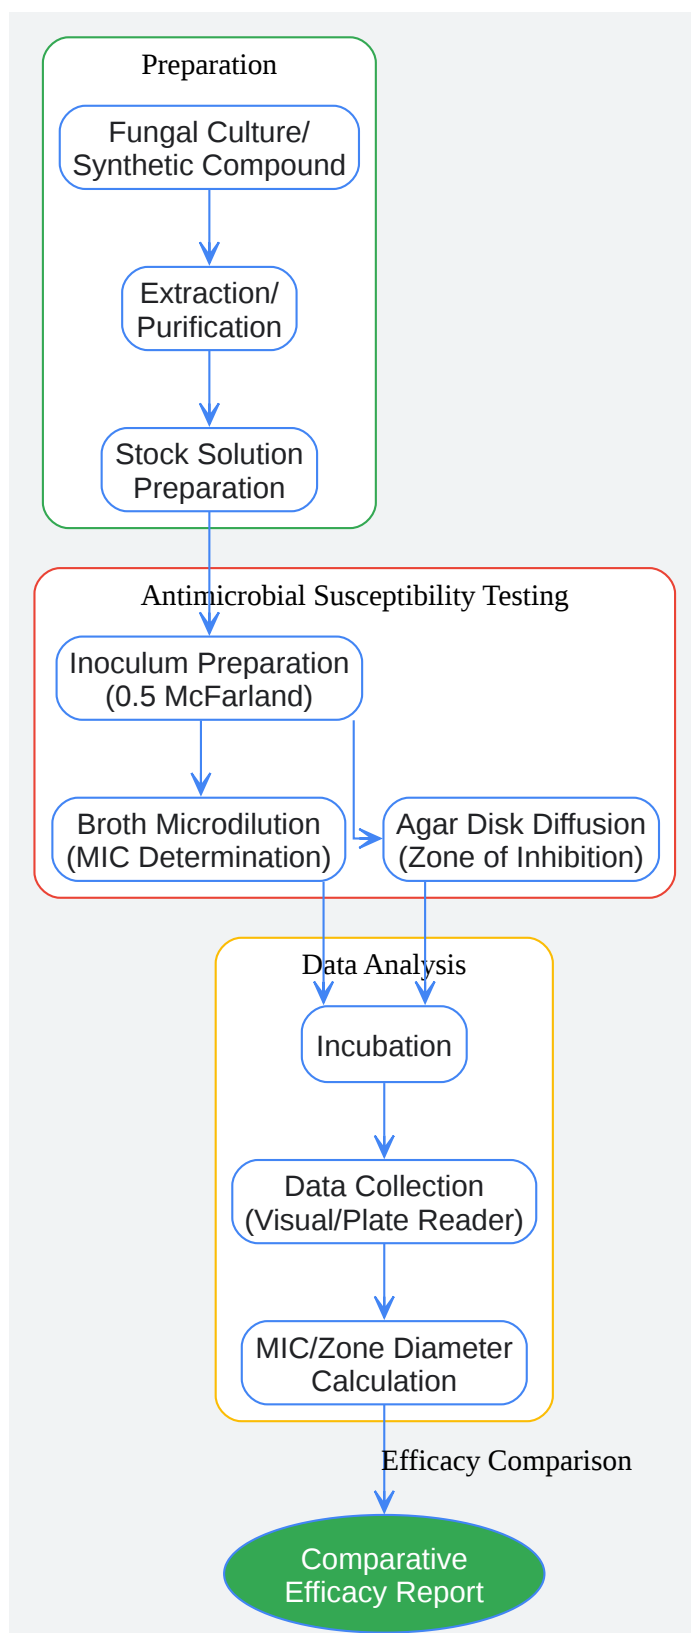 Preparation
Fungal Culture/
Synthetic Compound
Extraction/
Purification
Stock Solution
Preparation
Antimicrobial Susceptibility Testing
Inoculum Preparation
(0.5 McFarland)
Broth Microdilution
(MIC Determination)
Agar Disk Diffusion
(Zone of Inhibition)
Data Analysis
Incubation
Data Collection
(Visual/Plate Reader)
MIC/Zone Diameter
Calculation
Efficacy Comparison
Comparative
Efficacy Report